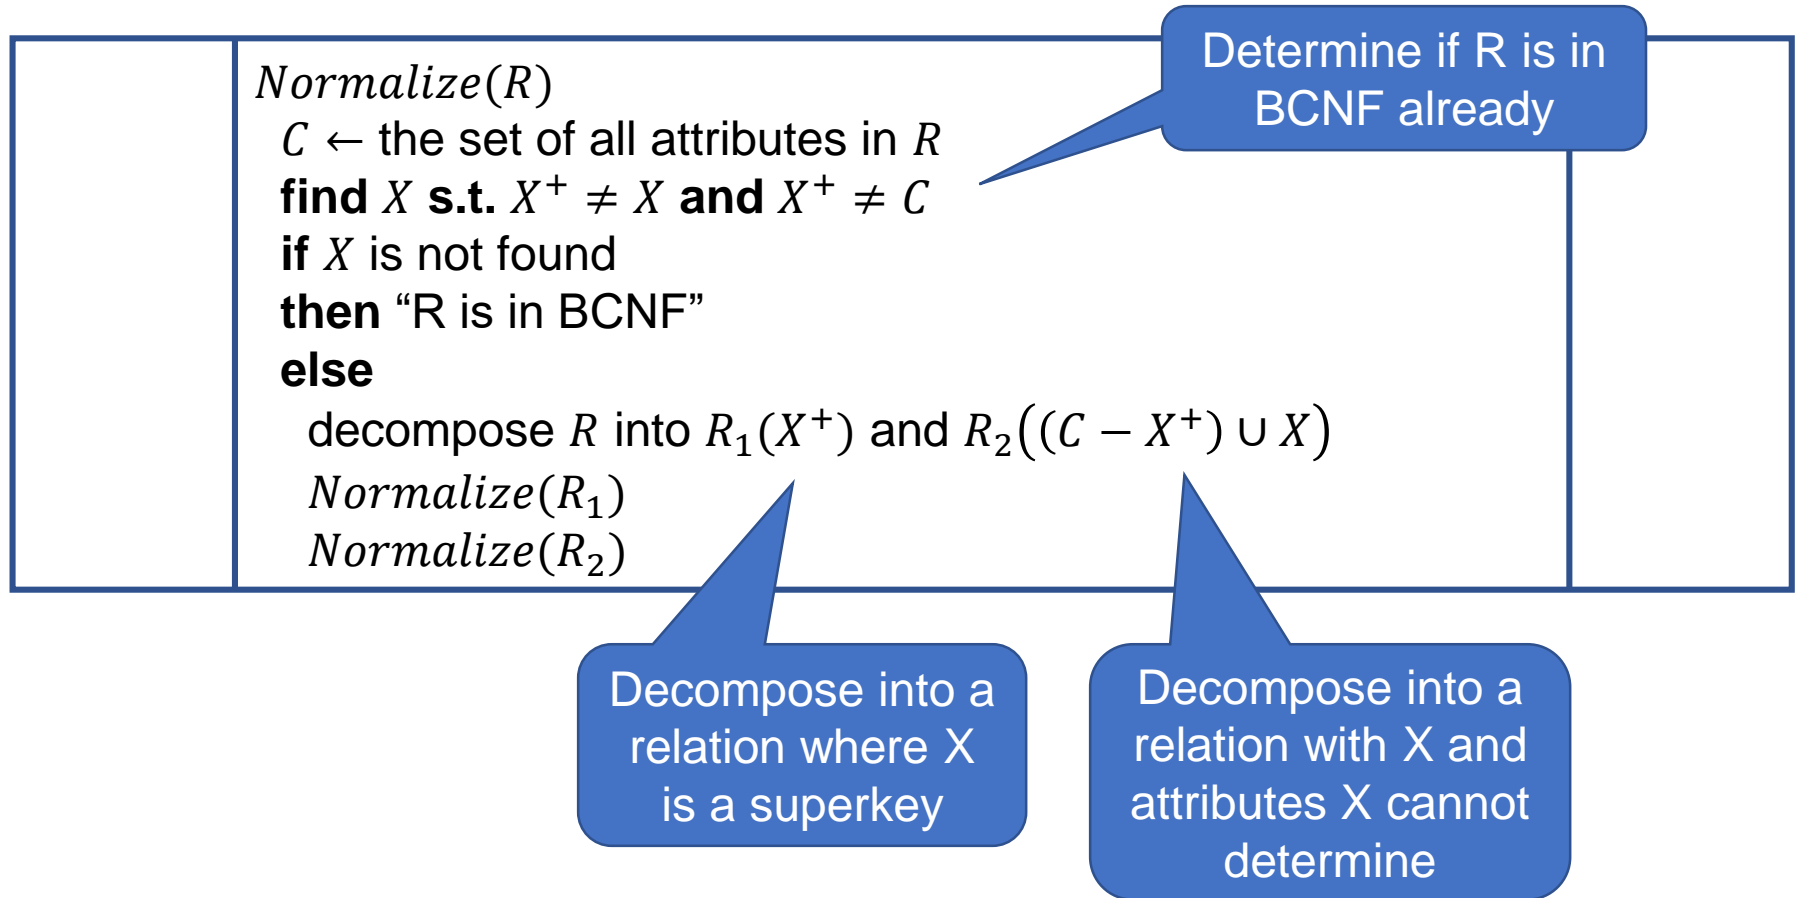 Determine if R is in
BCNF already
Normalize(R)
C ← the set of all attributes in R
find X s.t. X⁺ ≠ X and X⁺ ≠ C
if X is not found
then “R is in BCNF”
else
decompose R into R₁(X⁺) and R₂((C − X⁺) ∪ X)
Normalize(R₁)
Normalize(R₂)
Decompose into a
relation where X
is a superkey
Decompose into a
relation with X and
attributes X cannot
determine